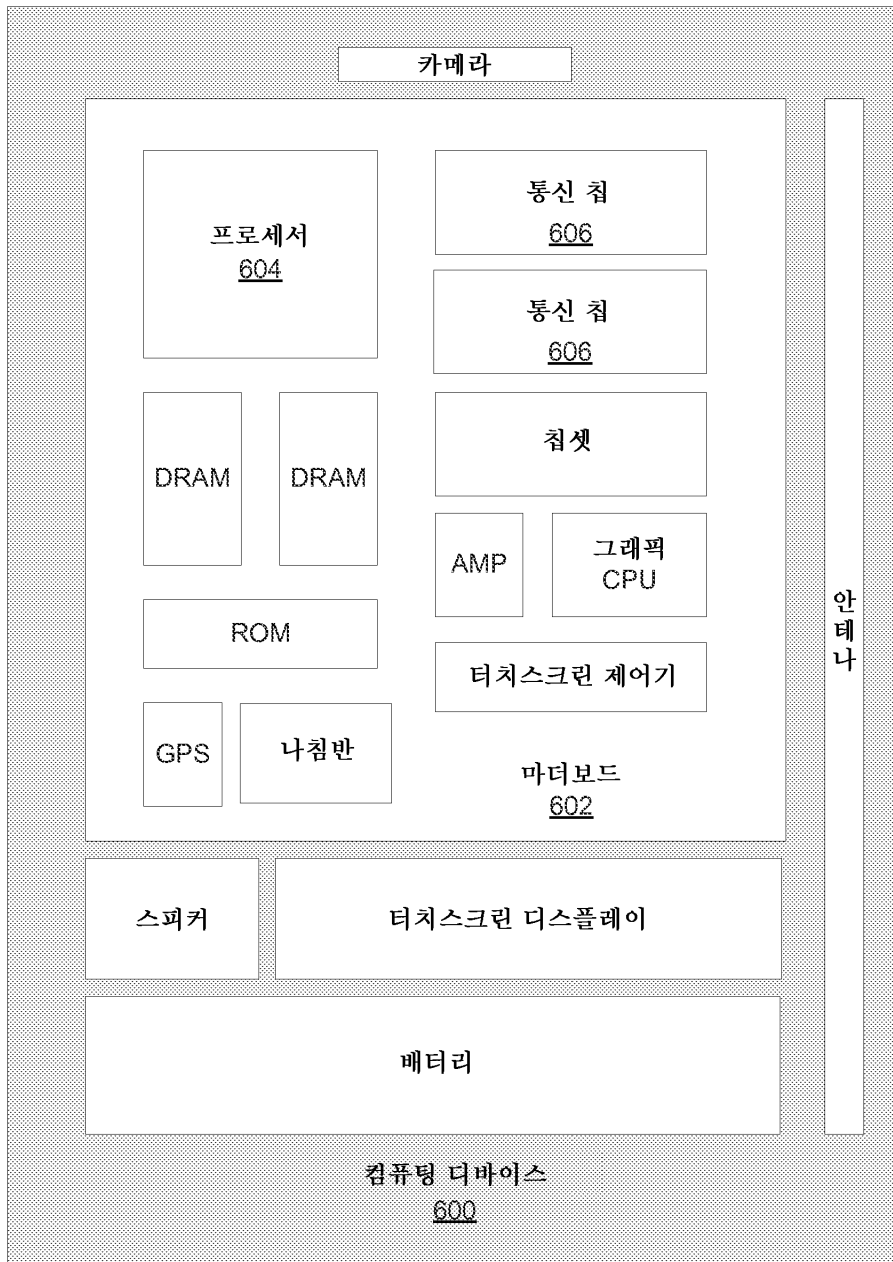 카메라
프로세서
604
통신 칩
606
통신 칩
606
DRAM
DRAM
칩셋
AMP
그래픽
CPU
ROM
터치스크린 제어기
GPS
나침반
마더보드
602
안테나
스피커
터치스크린 디스플레이
배터리
컴퓨팅 디바이스
600